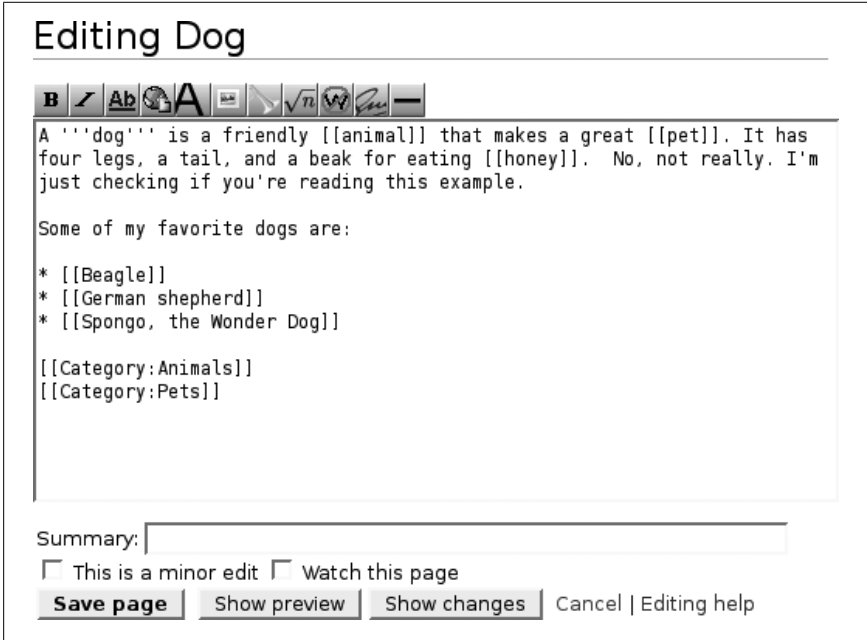 Editing Dog
B I Ab A √n W
A '''dog''' is a friendly [[animal]] that makes a great [[pet]]. It has
four legs, a tail, and a beak for eating [[honey]].  No, not really. I'm
just checking if you're reading this example.
Some of my favorite dogs are:
* [[Beagle]]
* [[German shepherd]]
* [[Spongo, the Wonder Dog]]
[[Category:Animals]]
[[Category:Pets]]
Summary:
This is a minor edit Watch this page
Save page Show preview Show changes Cancel | Editing help